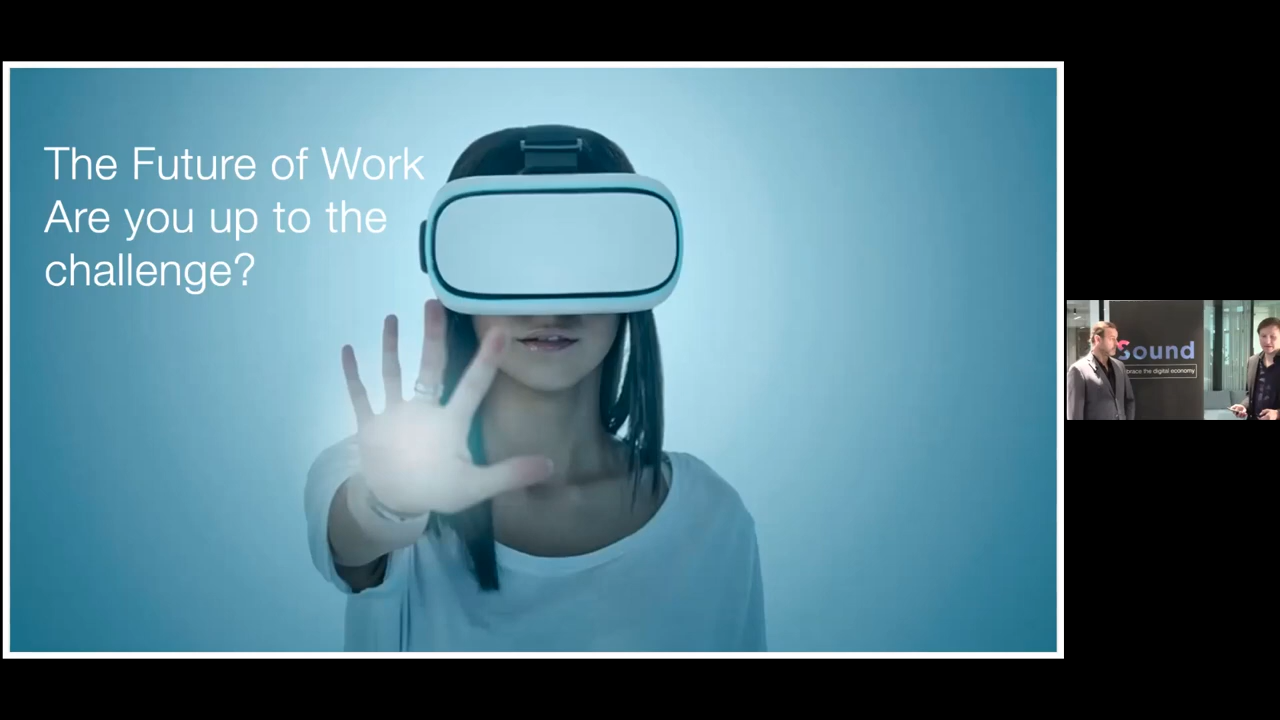 The Future of Work
Are you up to the
challenge?
Sound
brace the digital economy